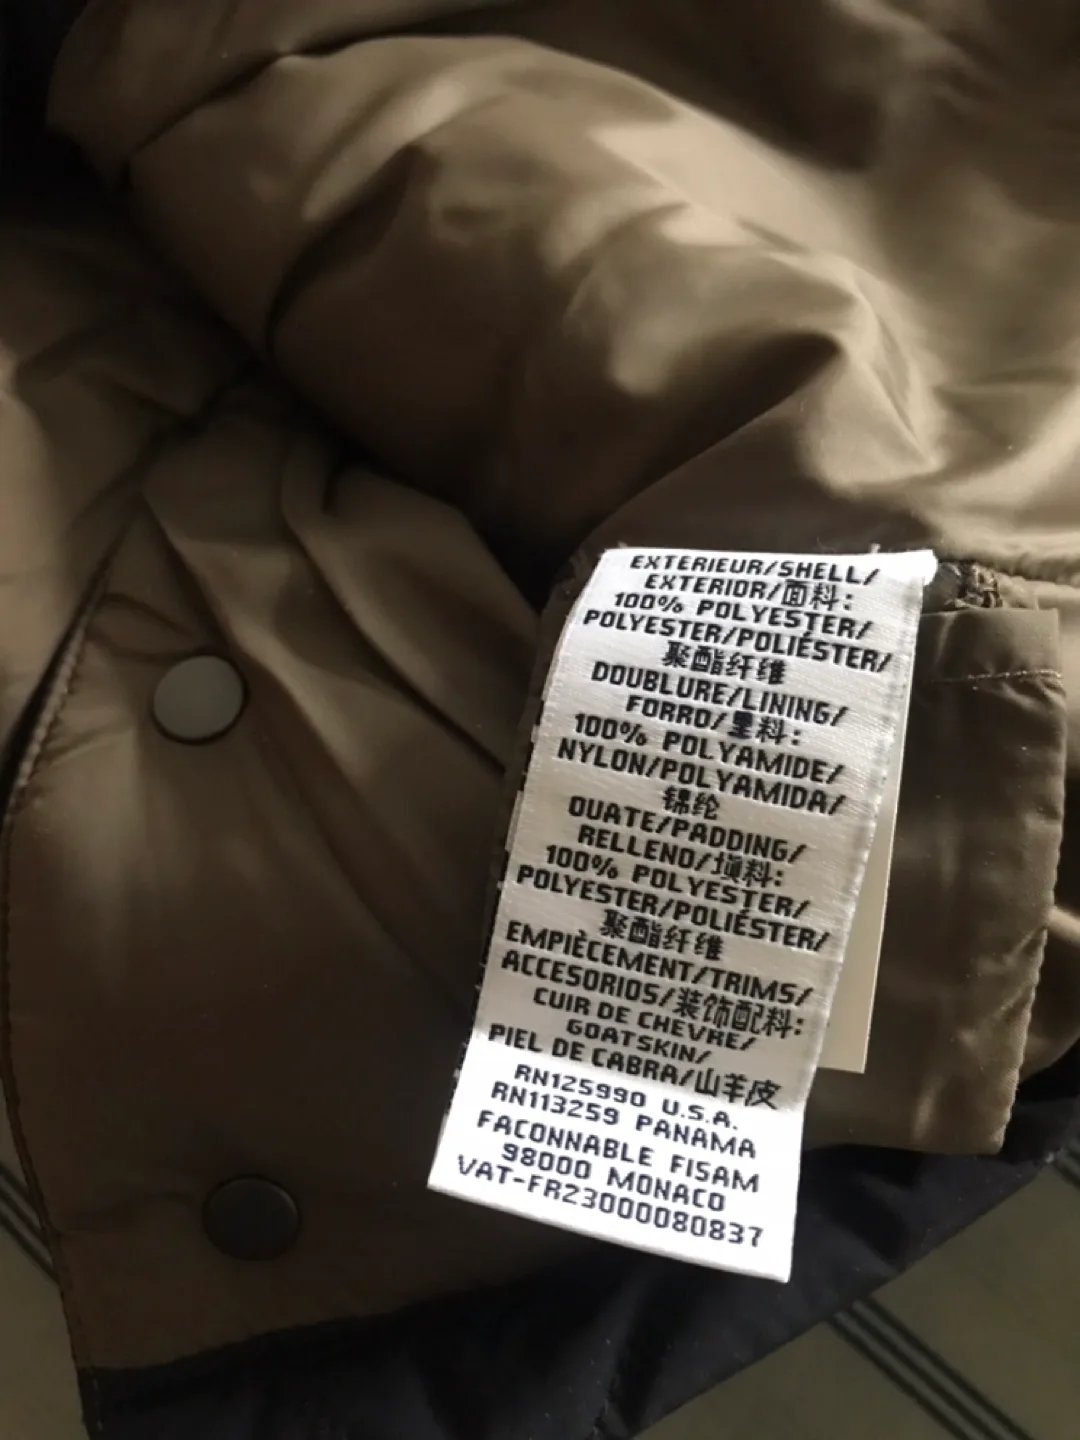 EXTERIEUR/SHELL/
EXTERIOR/面料:
100% POLYESTER/
POLYESTER/POLIÉSTER/
聚酯纤维
DOUBLURE/LINING/
FORRO/里料:
100% POLYAMIDE/
NYLON/POLYAMIDA/
锦纶
OUATE/PADDING/
RELLENO/填料:
100% POLYESTER/
POLYESTER/POLIÉSTER/
聚酯纤维
EMPIÈCEMENT/TRIMS/
ACCESORIOS/装饰配料:
CUIR DE CHEVRE/
GOATSKIN/
PIEL DE CABRA/山羊皮
RN125990 U.S.A.
RN113259 PANAMA
FACONNABLE FISAM
98000 MONACO
VAT-FR23000080837